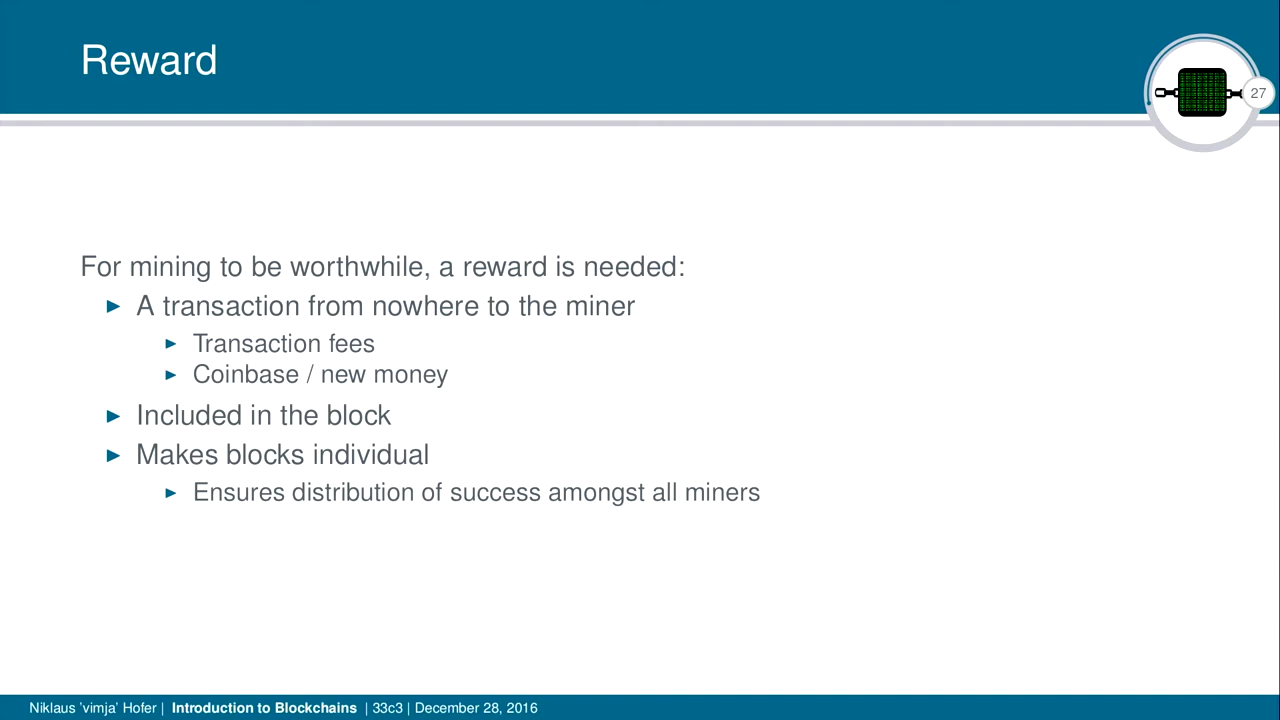 Reward
27
For mining to be worthwhile, a reward is needed:
A transaction from nowhere to the miner
Transaction fees
Coinbase / new money
Included in the block
Makes blocks individual
Ensures distribution of success amongst all miners
Niklaus 'vimja' Hofer | Introduction to Blockchains | 33c3 | December 28, 2016